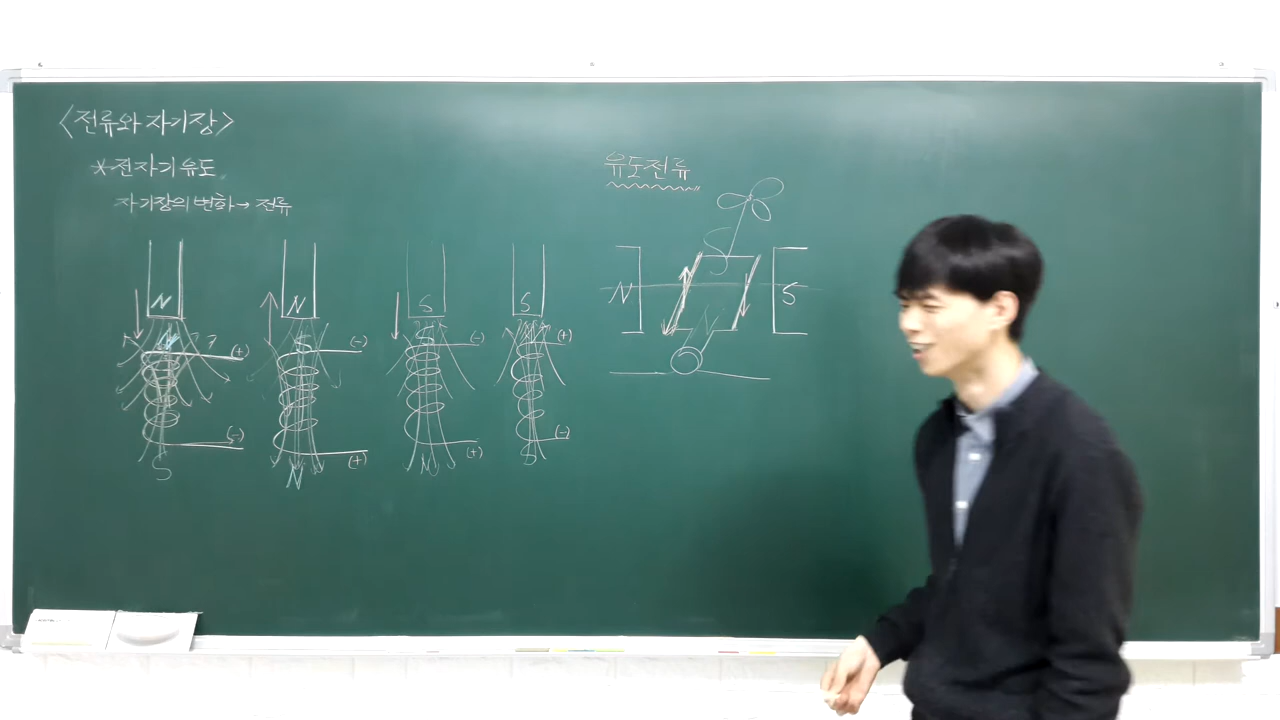 <전류와 자기장>
*전자기유도
자기장의 변화→ 전류
유도전류
N N S S
N S S N
(+) (-) (-) (+)
(-) (+) (+) (-)
S N N S
N S
S
N